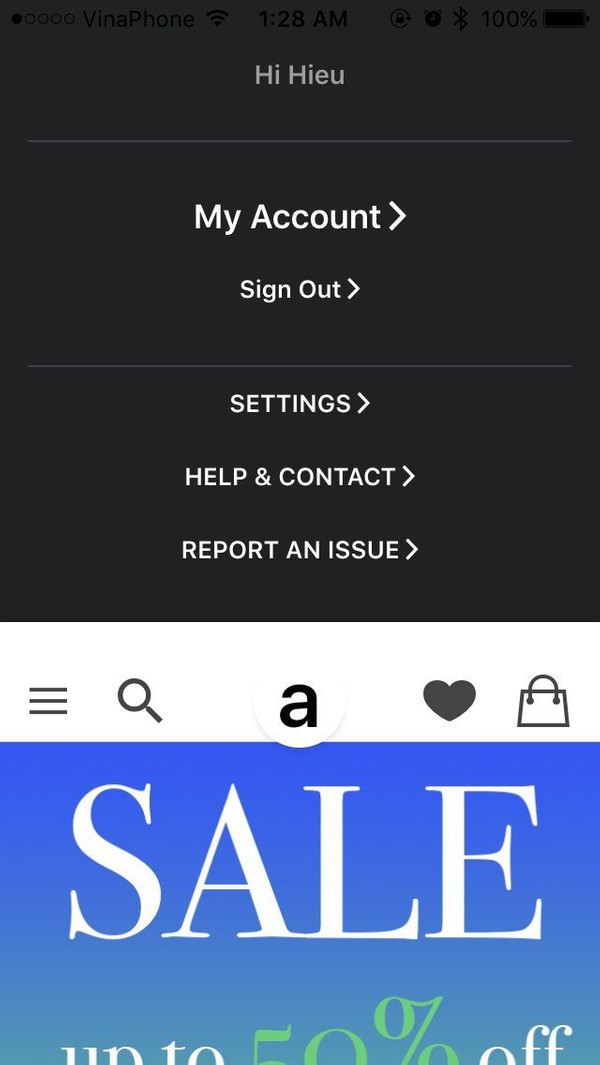 VinaPhone 1:28 AM 100%
Hi Hieu
My Account
Sign Out
SETTINGS
HELP & CONTACT
REPORT AN ISSUE
a
SALE
up to 50% off